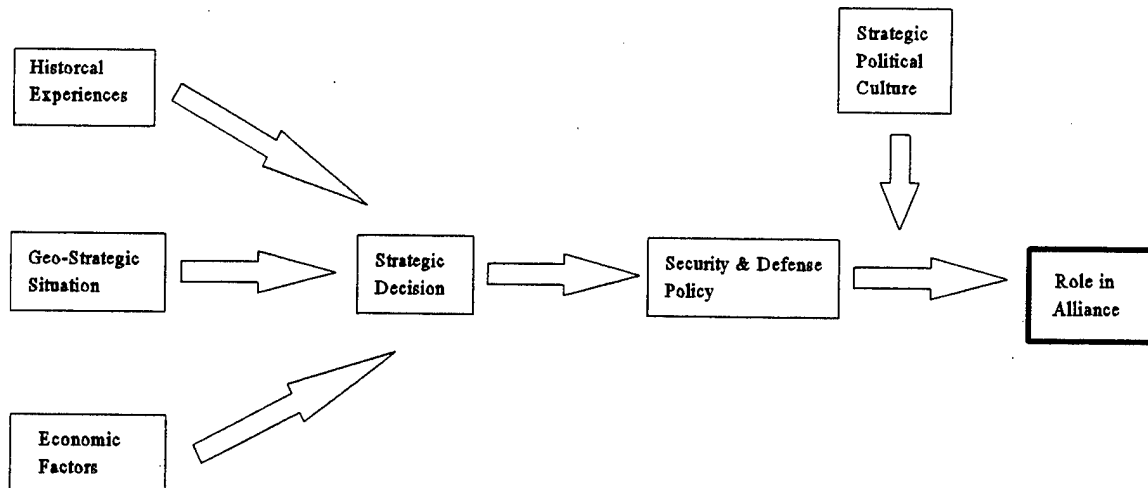 Strategic
Political
Culture
Historcal
Experiences
Geo-Strategic
Situation
Strategic
Decision
Security & Defense
Policy
Role in
Alliance
Economic
Factors